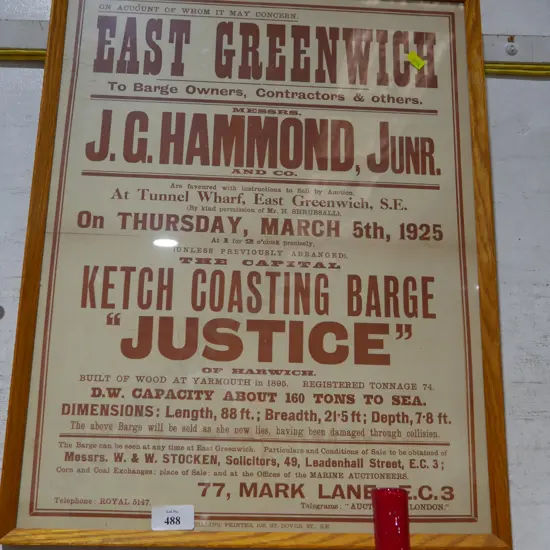 ON ACCOUNT OF WHOM IT MAY CONCERN.
EAST GREENWICH
To Barge Owners, Contractors & others.
MESSRS.
J. G. HAMMOND, JUNR.
AND CO.
Are favoured with instructions to Sell by Auction,
At Tunnel Wharf, East Greenwich, S.E.
(By kind permission of Mr. H. SHRUBSALL),
On THURSDAY, MARCH 5th, 1925
At 1 for 2 o'clock precisely,
(UNLESS PREVIOUSLY ARRANGED).
THE CAPITAL
KETCH COASTING BARGE
"JUSTICE"
OF HARWICH.
BUILT OF WOOD AT YARMOUTH in 1895. REGISTERED TONNAGE 74.
D.W. CAPACITY ABOUT 160 TONS TO SEA.
DIMENSIONS: Length, 88 ft.; Breadth, 21·5 ft; Depth, 7·8 ft.
The above Barge will be sold as she now lies, having been damaged through collision.
The Barge can be seen at any time at East Greenwich. Particulars and Conditions of Sale to be obtained of
Messrs. W. & W. STOCKEN, Solicitors, 49, Leadenhall Street, E.C. 3;
Corn and Coal Exchanges; place of Sale; and at the Offices of the MARINE AUCTIONEERS.
77, MARK LANE, E.C. 3
Telephone: ROYAL 5147.
Telegrams: "AUCT LONDON."
Lot No.
488
PRINTER, S.E